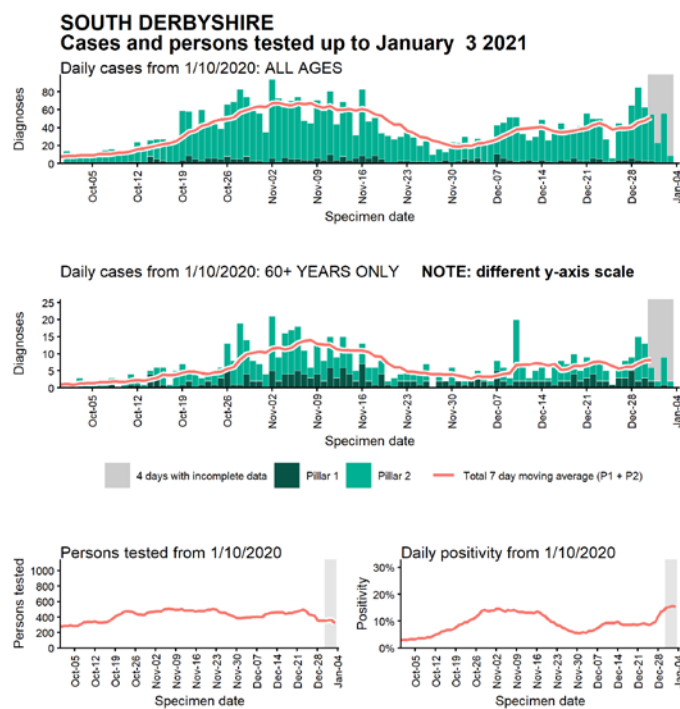 SOUTH DERBYSHIRE
Cases and persons tested up to January 3 2021
Daily cases from 1/10/2020: ALL AGES
Diagnoses
80
60
40
20
0
Oct-05
Oct-12
Oct-19
Oct-26
Nov-02
Nov-09
Nov-16
Nov-23
Nov-30
Dec-07
Dec-14
Dec-21
Dec-28
Jan-04
Specimen date
Daily cases from 1/10/2020: 60+ YEARS ONLY NOTE: different y-axis scale
Diagnoses
25
20
15
10
5
0
Oct-05
Oct-12
Oct-19
Oct-26
Nov-02
Nov-09
Nov-16
Nov-23
Nov-30
Dec-07
Dec-14
Dec-21
Dec-28
Jan-04
Specimen date
4 days with incomplete data Pillar 1 Pillar 2 Total 7 day moving average (P1 + P2)
Persons tested from 1/10/2020
Persons tested
1000
800
600
400
200
0
Oct-05
Oct-12
Oct-19
Oct-26
Nov-02
Nov-09
Nov-16
Nov-23
Nov-30
Dec-07
Dec-14
Dec-21
Dec-28
Jan-04
Specimen date
Daily positivity from 1/10/2020
Positivity
30%
20%
10%
0%
Oct-05
Oct-12
Oct-19
Oct-26
Nov-02
Nov-09
Nov-16
Nov-23
Nov-30
Dec-07
Dec-14
Dec-21
Dec-28
Jan-04
Specimen date